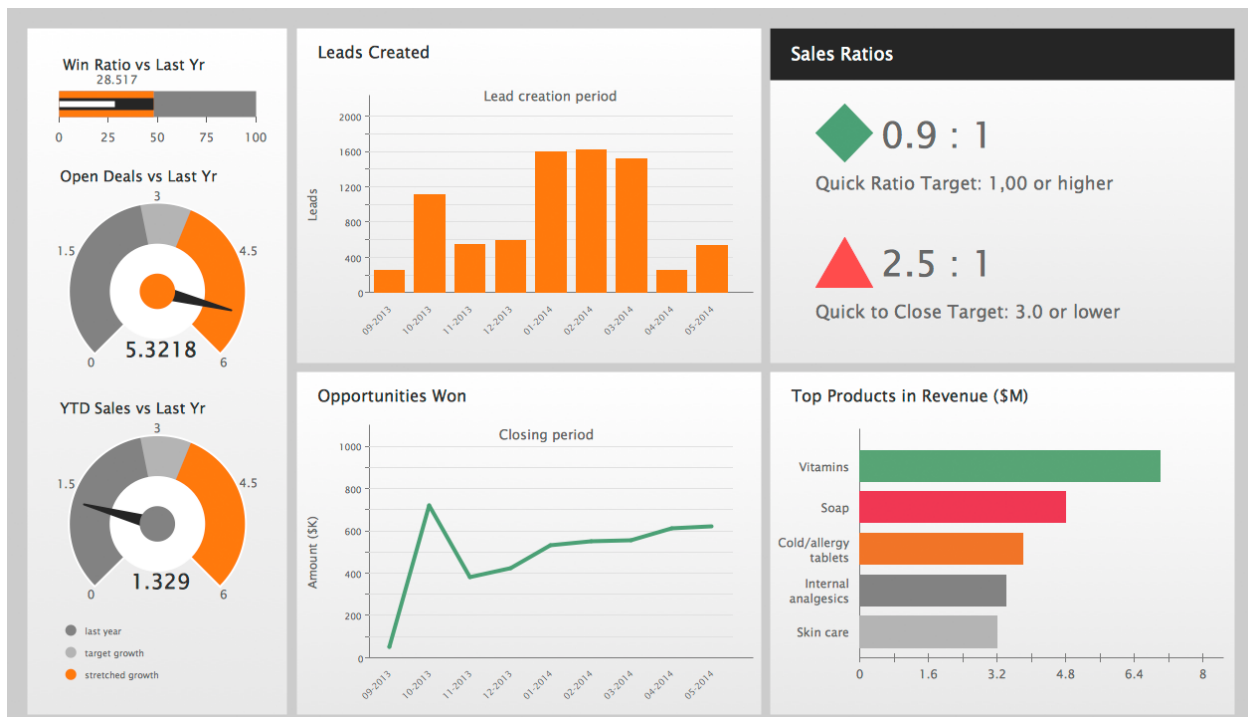 Win Ratio vs Last Yr
28.517
0 25 50 75 100
Open Deals vs Last Yr
3
1.5 4.5
5.3218
0 6
YTD Sales vs Last Yr
3
1.5 4.5
1.329
0 6
last year
target growth
stretched growth
Leads Created
Lead creation period
Leads
2000
1600
1200
800
400
0
09-2013 10-2013 11-2013 12-2013 01-2014 02-2014 03-2014 04-2014 05-2014
Sales Ratios
0.9 : 1
Quick Ratio Target: 1,00 or higher
2.5 : 1
Quick to Close Target: 3.0 or lower
Opportunities Won
Closing period
Amount ($K)
1000
800
600
400
200
0
09-2013 10-2013 11-2013 12-2013 01-2014 02-2014 03-2014 04-2014 05-2014
Top Products in Revenue ($M)
Vitamins
Soap
Cold/allergy
tablets
Internal
analgesics
Skin care
0 1.6 3.2 4.8 6.4 8